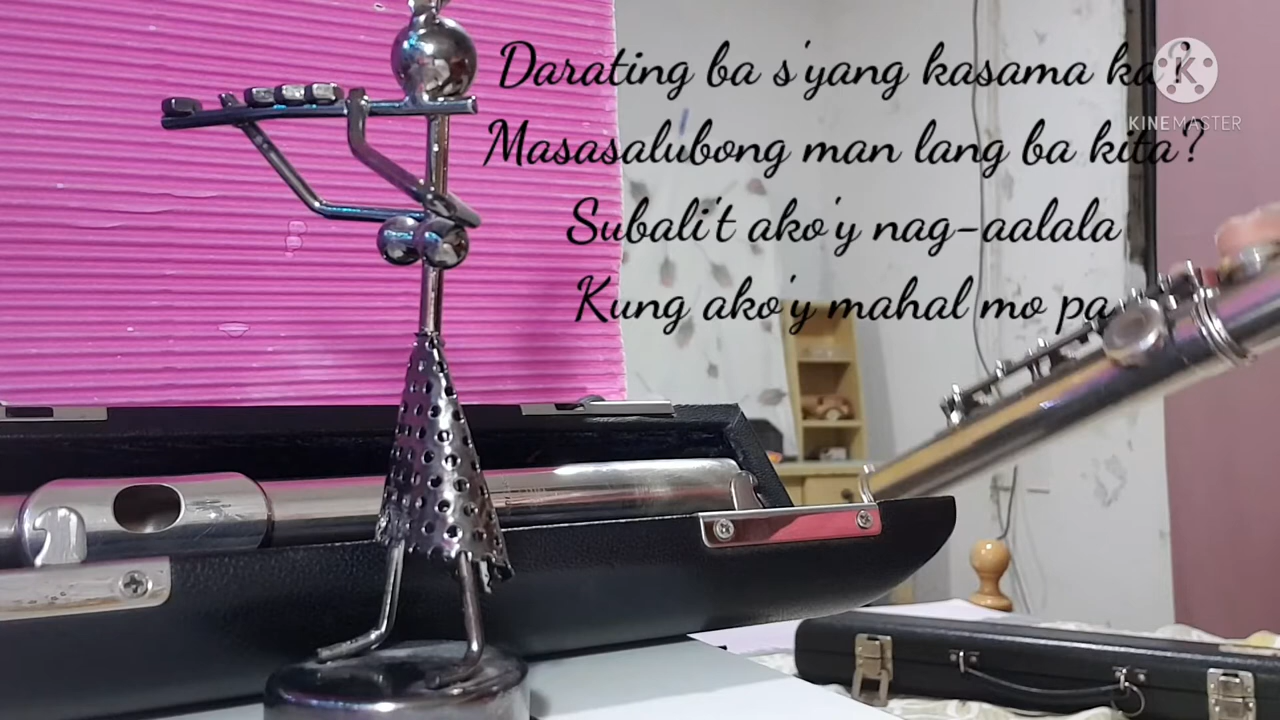 Darating ba s'yang kasama ka?
Masasalubong man lang ba kita?
Subali't ako'y nag-aalala
Kung ako'y mahal mo pa
K
KINEMASTER